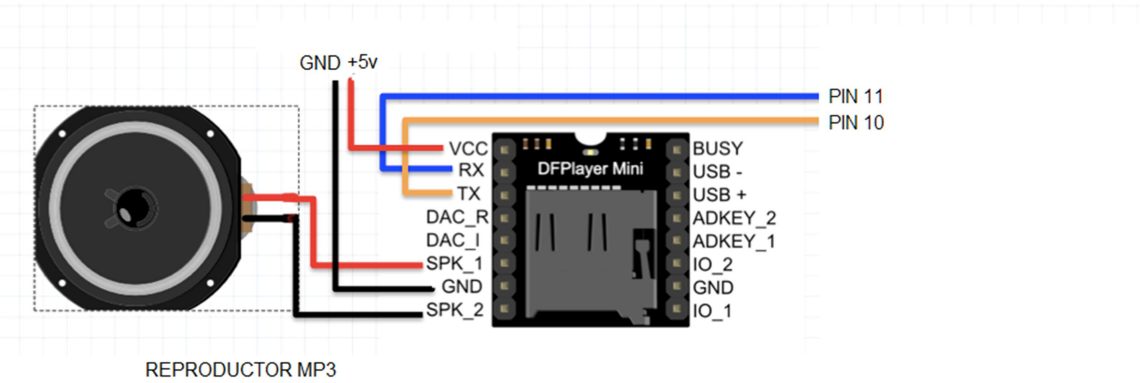 GND +5v
PIN 11
PIN 10
VCC
RX
TX
DAC_R
DAC_I
SPK_1
GND
SPK_2
DFPlayer Mini
BUSY
USB -
USB +
ADKEY_2
ADKEY_1
IO_2
GND
IO_1
REPRODUCTOR MP3